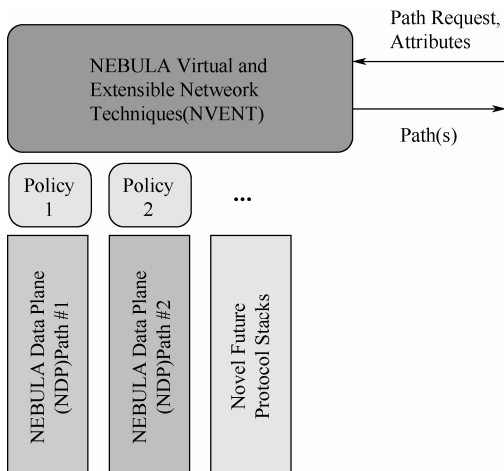 Path Request,
Attributes
NEBULA Virtual and
Extensible Network
Techniques(NVENT)
Path(s)
Policy
1
Policy
2
...
NEBULA Data Plane
(NDP)Path #1
NEBULA Data Plane
(NDP)Path #2
Novel Future
Protocol Stacks